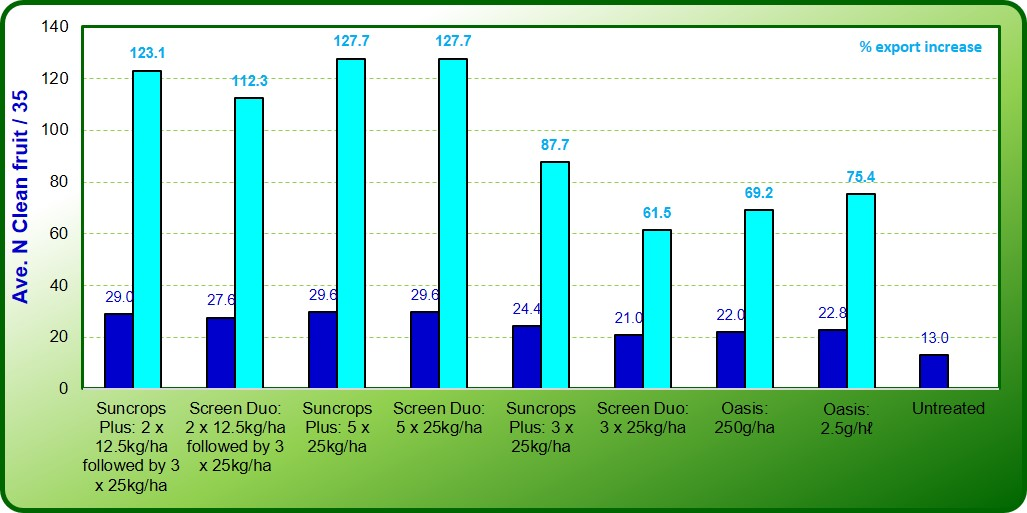 140
120
100
80
60
40
20
0
Ave. N Clean fruit / 35
% export increase
123.1
112.3
127.7
127.7
87.7
61.5
69.2
75.4
29.0
27.6
29.6
29.6
24.4
21.0
22.0
22.8
13.0
Suncrops
Plus: 2 x
12.5kg/ha
followed by 3
x 25kg/ha
Screen Duo:
2 x 12.5kg/ha
followed by 3
x 25kg/ha
Suncrops
Plus: 5 x
25kg/ha
Screen Duo:
5 x 25kg/ha
Suncrops
Plus: 3 x
25kg/ha
Screen Duo:
3 x 25kg/ha
Oasis:
250g/ha
Oasis:
2.5g/hℓ
Untreated